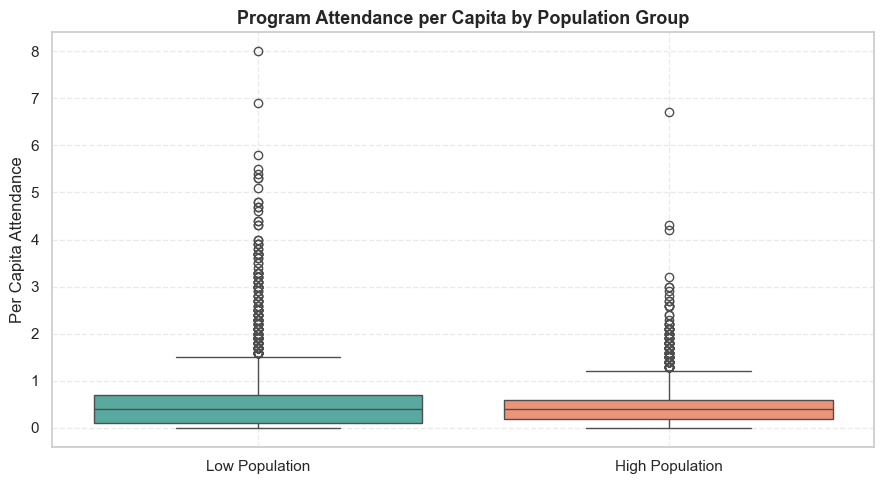 Program Attendance per Capita by Population Group
Per Capita Attendance
8
7
6
5
4
3
2
1
0
Low Population
High Population